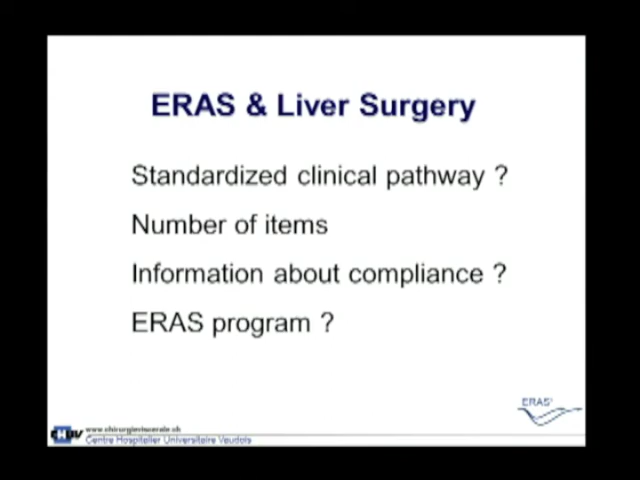 ERAS & Liver Surgery
Standardized clinical pathway ?
Number of items
Information about compliance ?
ERAS program ?
ERAS
www.chirurgieviscerale.ch
Centre Hospitalier Universitaire Vaudois